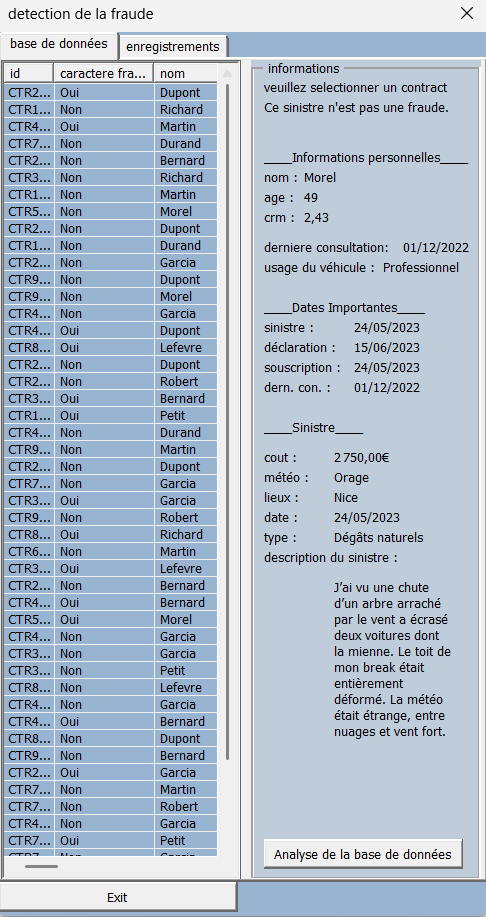 detection de la fraude
base de données enregistrements
id caractere fra... nom
CTR2... Oui Dupont
CTR1... Non Richard
CTR4... Oui Martin
CTR7... Non Durand
CTR2... Non Bernard
CTR3... Non Richard
CTR1... Non Martin
CTR5... Non Morel
CTR2... Non Dupont
CTR1... Non Durand
CTR2... Non Garcia
CTR9... Non Dupont
CTR9... Non Morel
CTR4... Non Garcia
CTR4... Oui Dupont
CTR8... Oui Lefevre
CTR2... Non Dupont
CTR2... Non Robert
CTR3... Oui Bernard
CTR1... Oui Petit
CTR4... Non Durand
CTR9... Non Martin
CTR2... Non Dupont
CTR7... Non Garcia
CTR3... Oui Garcia
CTR9... Non Robert
CTR8... Oui Richard
CTR6... Non Martin
CTR3... Oui Lefevre
CTR2... Non Bernard
CTR4... Oui Bernard
CTR5... Oui Morel
CTR4... Non Garcia
CTR3... Non Garcia
CTR3... Non Petit
CTR8... Non Lefevre
CTR4... Non Garcia
CTR4... Oui Bernard
CTR8... Non Dupont
CTR9... Non Bernard
CTR2... Oui Garcia
CTR7... Non Martin
CTR7... Non Robert
CTR4... Non Garcia
CTR7... Oui Petit
CTR7... Non Garcia
Exit
informations
veuillez selectionner un contract
Ce sinistre n'est pas une fraude.
____Informations personnelles____
nom : Morel
age : 49
crm : 2,43
derniere consultation: 01/12/2022
usage du véhicule : Professionnel
____Dates Importantes____
sinistre : 24/05/2023
déclaration : 15/06/2023
souscription : 24/05/2023
dern. con. : 01/12/2022
____Sinistre____
cout : 2 750,00€
météo : Orage
lieux : Nice
date : 24/05/2023
type : Dégâts naturels
description du sinistre :
J'ai vu une chute
d'un arbre arraché
par le vent a écrasé
deux voitures dont
la mienne. Le toit de
mon break était
entièrement
déformé. La météo
était étrange, entre
nuages et vent fort.
Analyse de la base de données